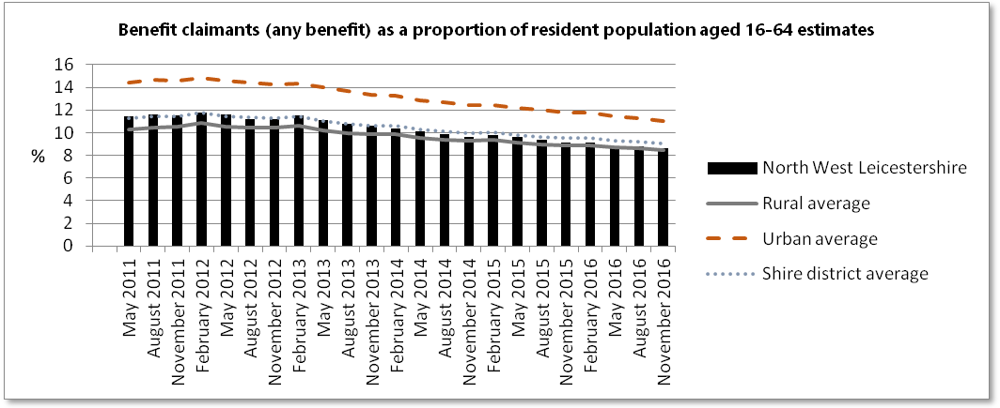 Benefit claimants (any benefit) as a proportion of resident population aged 16-64 estimates
16
14
12
10
8
6
4
2
0
%
May 2011
August 2011
November 2011
February 2012
May 2012
August 2012
November 2012
February 2013
May 2013
August 2013
November 2013
February 2014
May 2014
August 2014
November 2014
February 2015
May 2015
August 2015
November 2015
February 2016
May 2016
August 2016
November 2016
North West Leicestershire
Rural average
Urban average
Shire district average